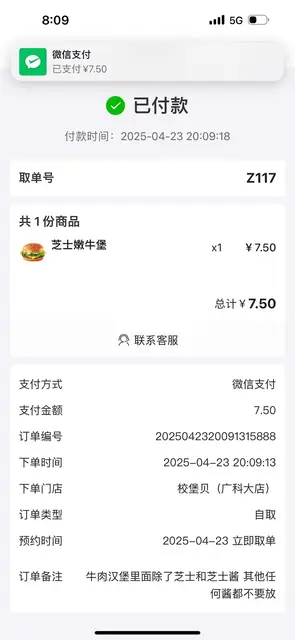 8:09
5G
微信支付
已支付¥7.50
已付款
付款时间：2025-04-23 20:09:18
取单号 Z117
共1份商品
芝士嫩牛堡 x1 ¥7.50
总计¥7.50
联系客服
支付方式 微信支付
支付金额 7.50
订单编号 2025042320091315888
下单时间 2025-04-23 20:09:13
下单门店 校堡贝（广科大店）
订单类型 自取
预约时间 2025-04-23 立即取单
订单备注 牛肉汉堡里面除了芝士和芝士酱 其他任
何酱都不要放